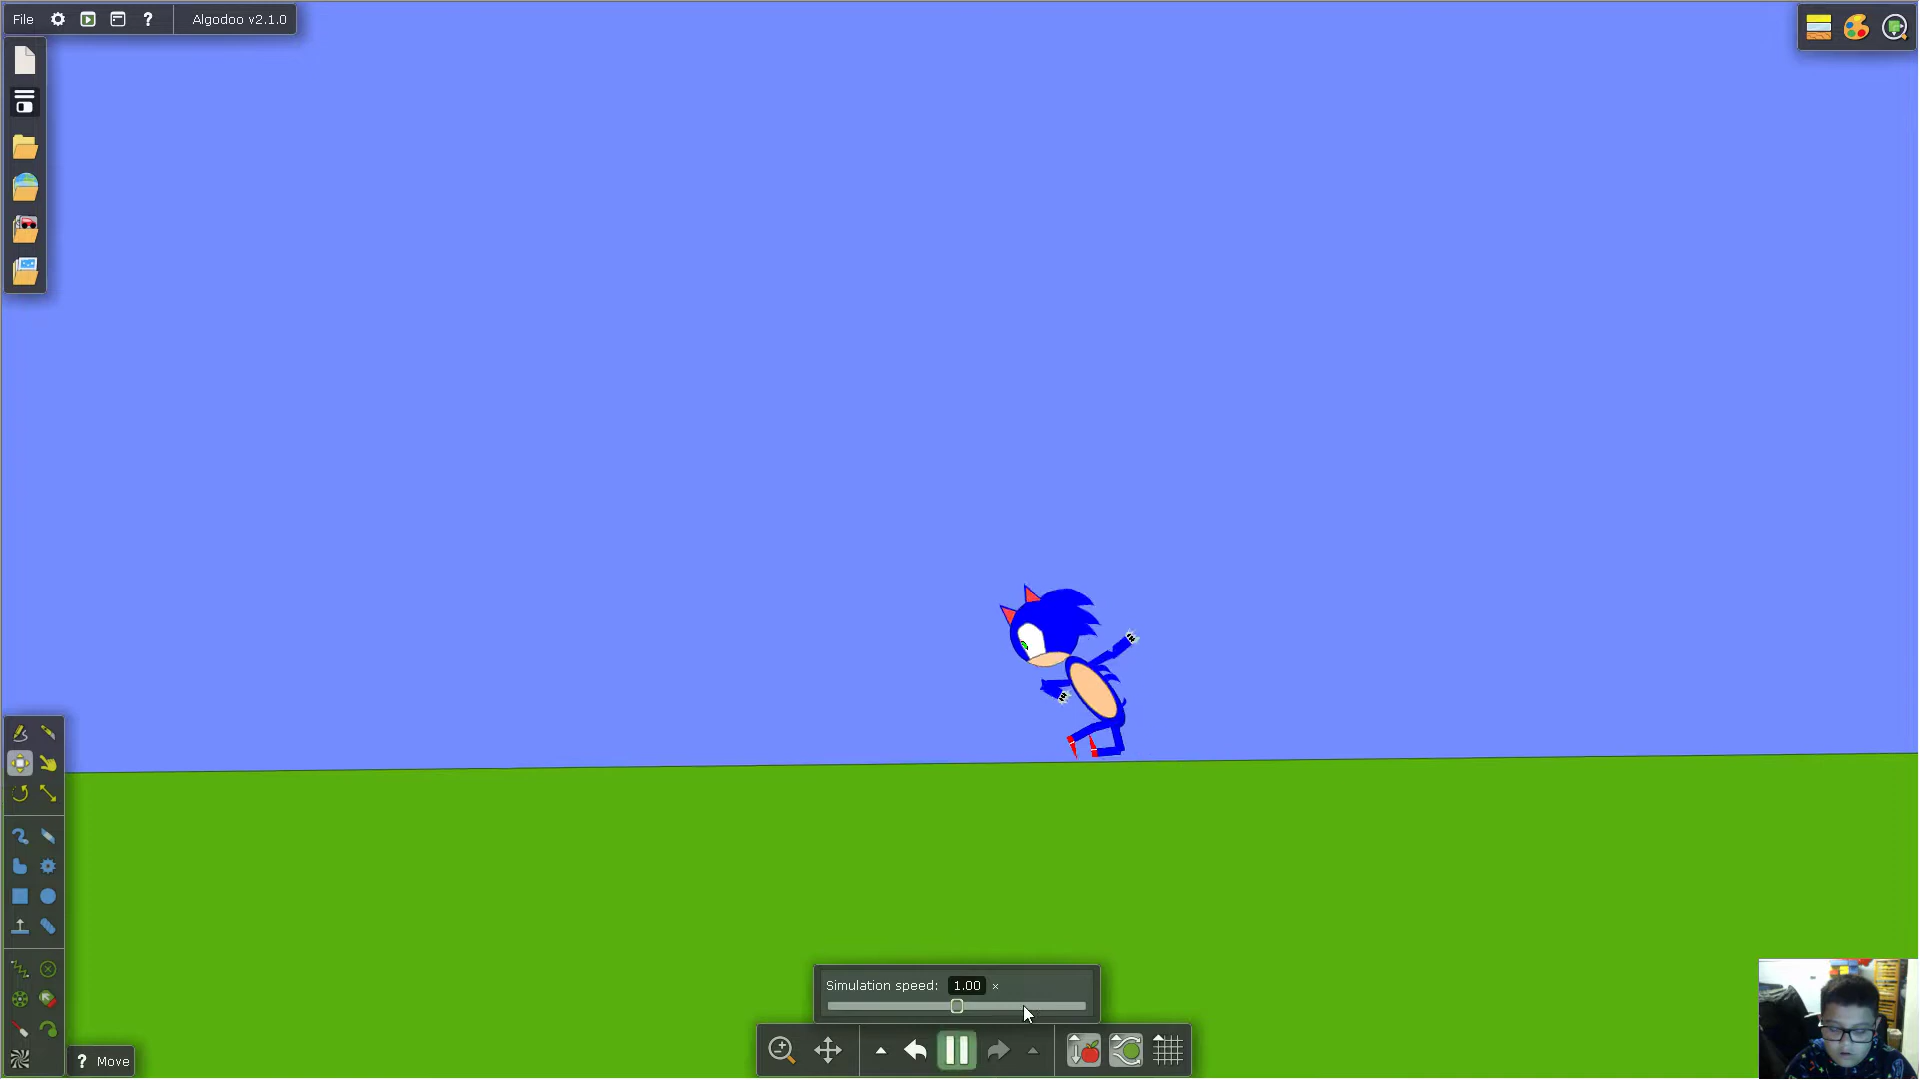 File ? Algodoo v2.1.0
Simulation speed: 1.00 ×
? Move